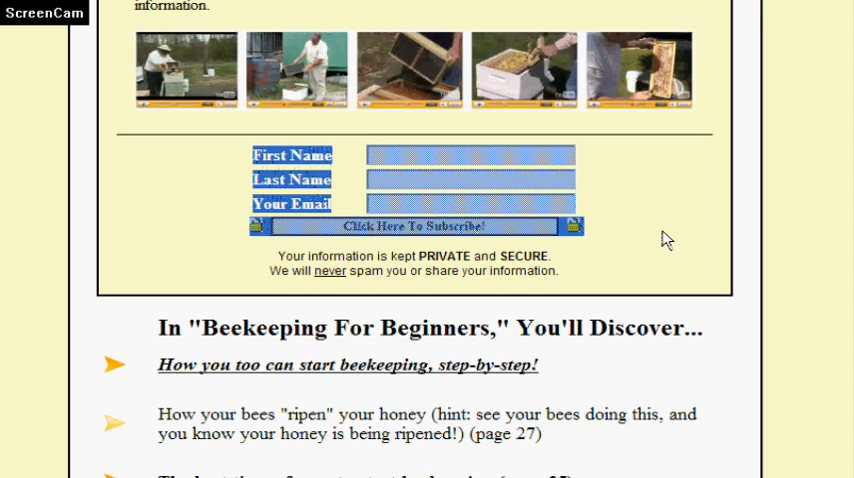 ScreenCam
information.
First Name
Last Name
Your Email
Click Here To Subscribe!
Your information is kept PRIVATE and SECURE.
We will never spam you or share your information.
In "Beekeeping For Beginners," You'll Discover...
How you too can start beekeeping, step-by-step!
How your bees "ripen" your honey (hint: see your bees doing this, and
you know your honey is being ripened!) (page 27)